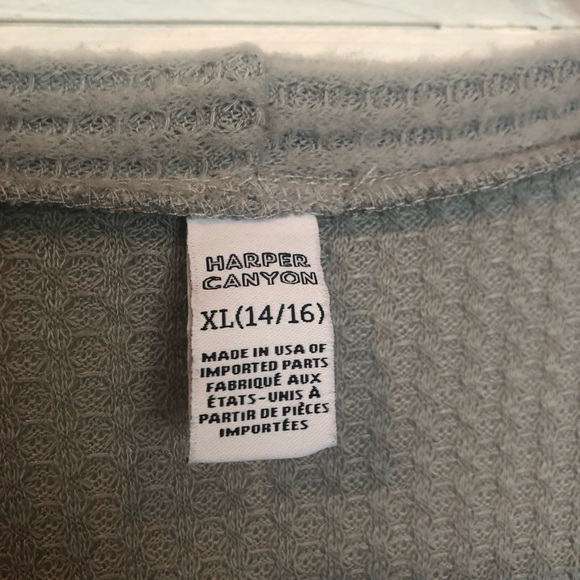 HARPER
CANYON
XL(14/16)
MADE IN USA OF
IMPORTED PARTS
FABRIQUÉ AUX
ÉTATS-UNIS À
PARTIR DE PIÈCES
IMPORTÉES